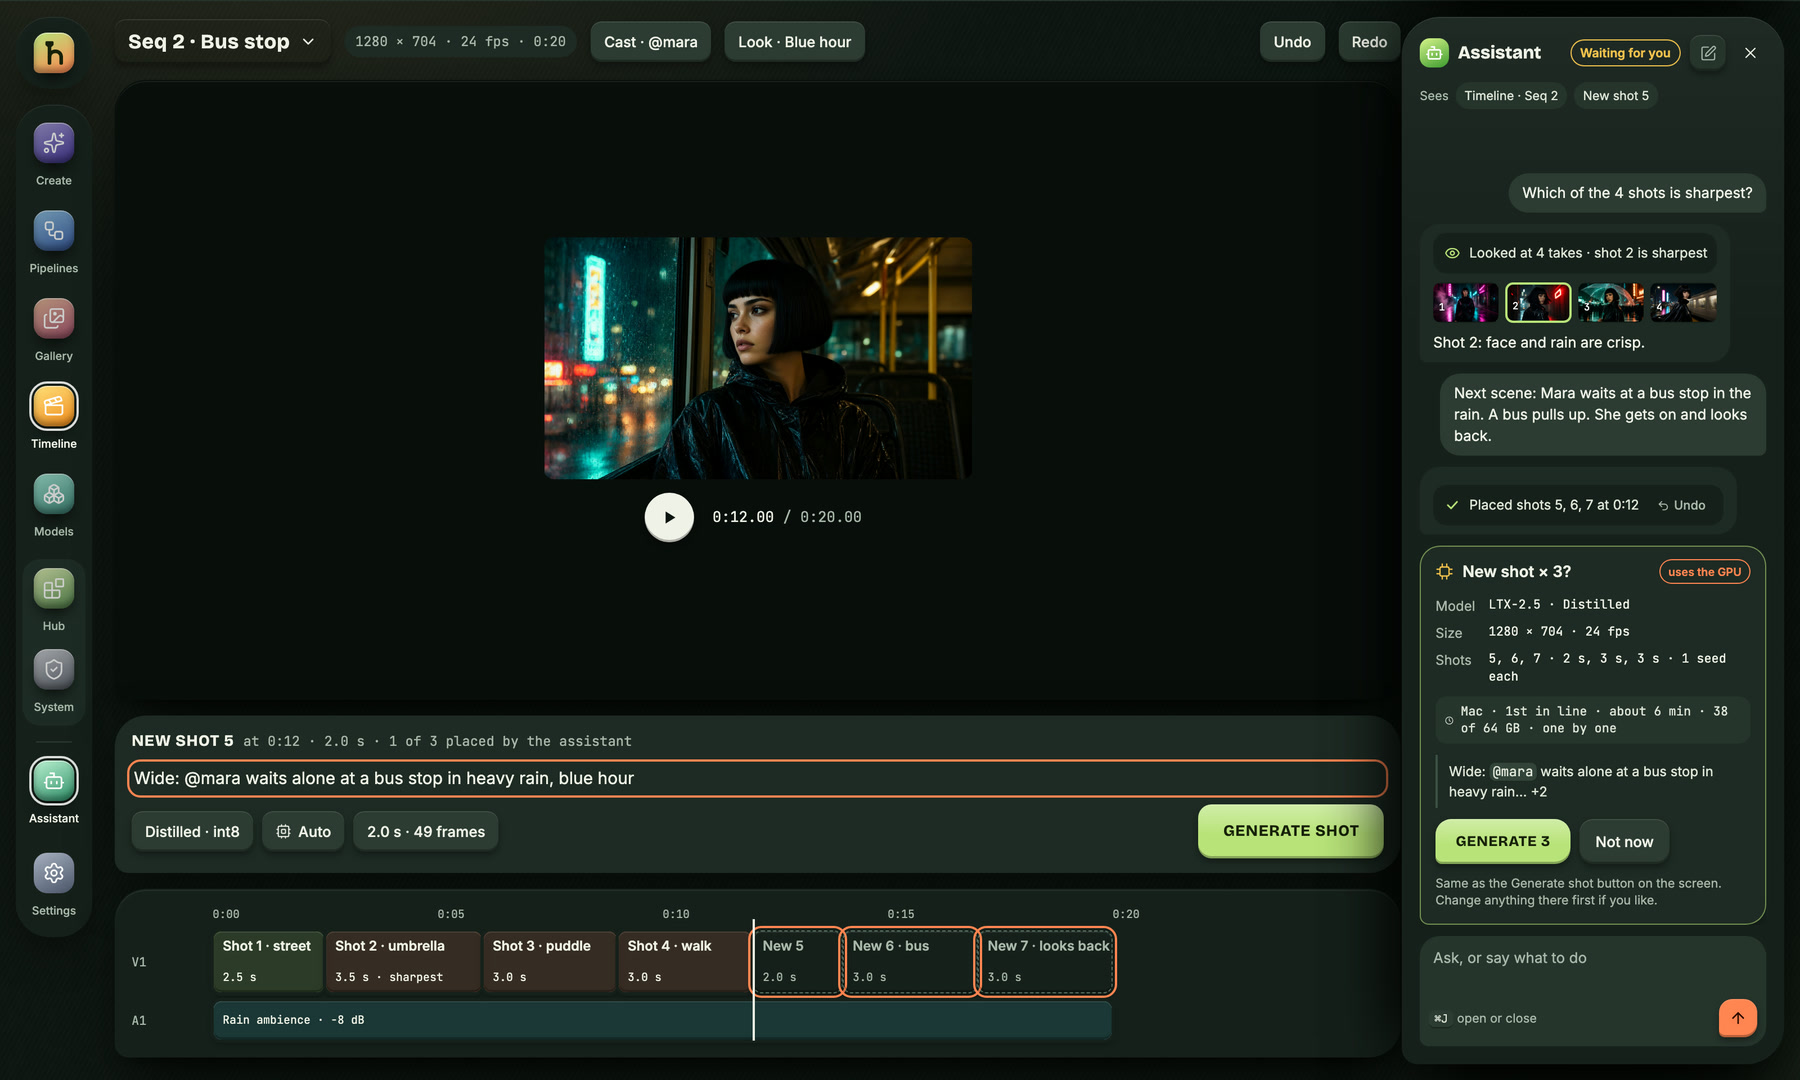 Seq 2 · Bus stop
1280 × 704 · 24 fps · 0:20
Cast · @mara
Look · Blue hour
Undo
Redo
h
Create
Pipelines
Gallery
Timeline
Models
Hub
System
Assistant
Settings
0:12.00 / 0:20.00
NEW SHOT 5 at 0:12 · 2.0 s · 1 of 3 placed by the assistant
Wide: @mara waits alone at a bus stop in heavy rain, blue hour
Distilled · int8
Auto
2.0 s · 49 frames
GENERATE SHOT
0:00 0:05 0:10 0:15 0:20
V1
Shot 1 · street
2.5 s
Shot 2 · umbrella
3.5 s · sharpest
Shot 3 · puddle
3.0 s
Shot 4 · walk
3.0 s
New 5
2.0 s
New 6 · bus
3.0 s
New 7 · looks back
3.0 s
A1
Rain ambience · -8 dB
Assistant
Waiting for you
Sees
Timeline · Seq 2
New shot 5
Which of the 4 shots is sharpest?
Looked at 4 takes · shot 2 is sharpest
1 2 3 4
Shot 2: face and rain are crisp.
Next scene: Mara waits at a bus stop in the
rain. A bus pulls up. She gets on and looks
back.
Placed shots 5, 6, 7 at 0:12
Undo
New shot × 3?
uses the GPU
Model LTX-2.5 · Distilled
Size 1280 × 704 · 24 fps
Shots 5, 6, 7 · 2 s, 3 s, 3 s · 1 seed
each
Mac · 1st in line · about 6 min · 38
of 64 GB · one by one
Wide: @mara waits alone at a bus stop in
heavy rain... +2
GENERATE 3
Not now
Same as the Generate shot button on the screen.
Change anything there first if you like.
Ask, or say what to do
⌘J open or close